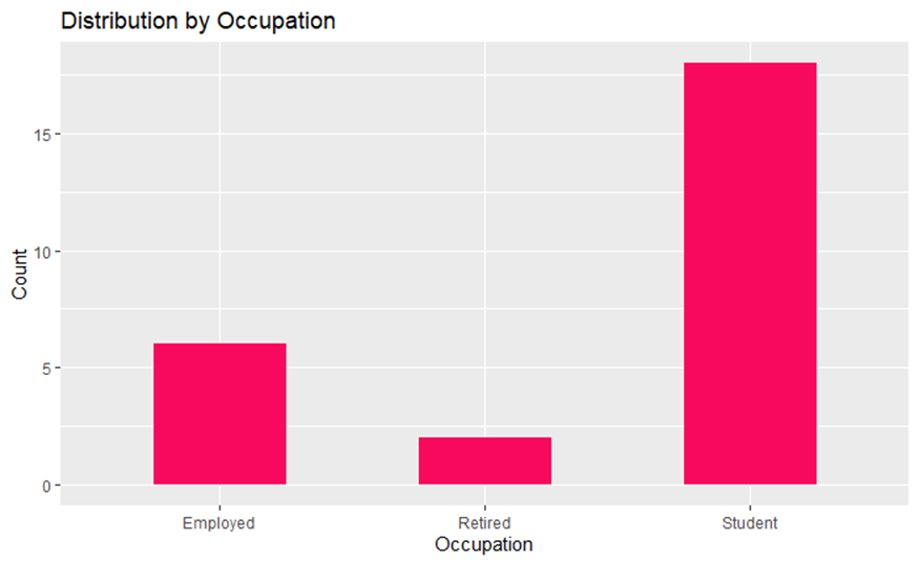 Distribution by Occupation
Count
15
10
5
0
Employed Retired Student
Occupation